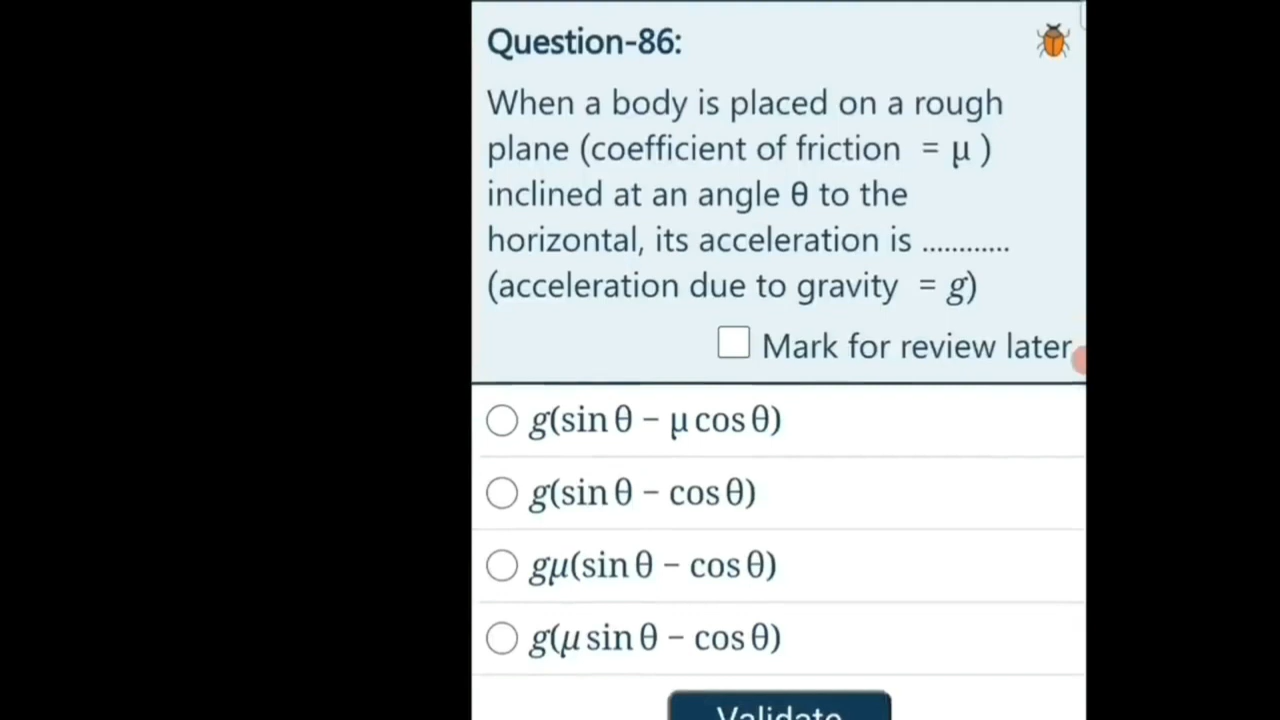 Question-86:
When a body is placed on a rough
plane (coefficient of friction = μ )
inclined at an angle θ to the
horizontal, its acceleration is ............
(acceleration due to gravity = g)
Mark for review later
g(sin θ − μ cos θ)
g(sin θ − cos θ)
gμ(sin θ − cos θ)
g(μ sin θ − cos θ)
Validate